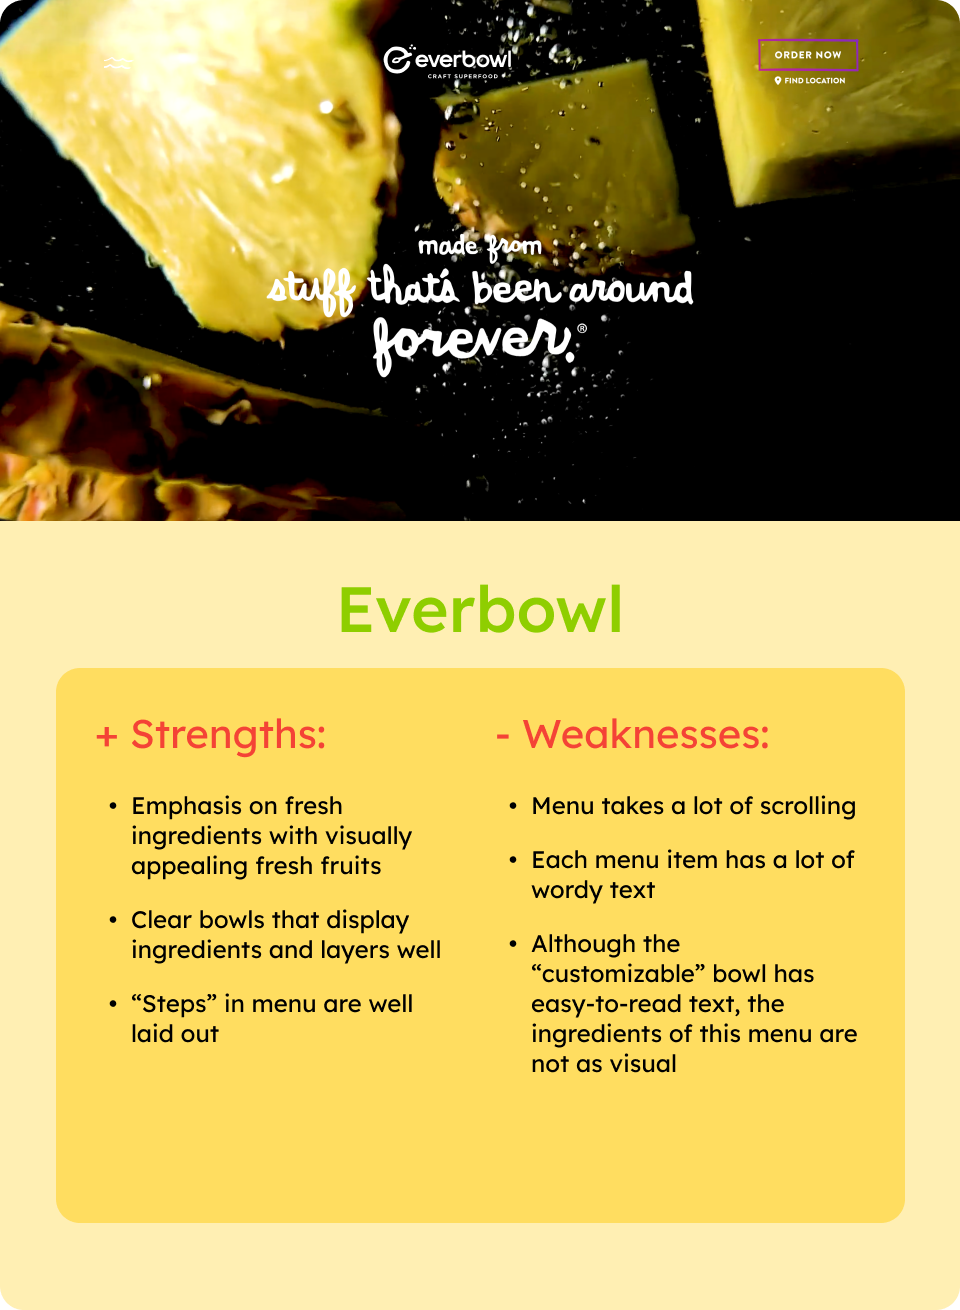 everbowl
CRAFT SUPERFOOD
ORDER NOW
FIND LOCATION
made from
stuff that's been around
forever.®
Everbowl
+ Strengths:
• Emphasis on fresh
ingredients with visually
appealing fresh fruits
• Clear bowls that display
ingredients and layers well
• “Steps” in menu are well
laid out
- Weaknesses:
• Menu takes a lot of scrolling
• Each menu item has a lot of
wordy text
• Although the
“customizable” bowl has
easy-to-read text, the
ingredients of this menu are
not as visual